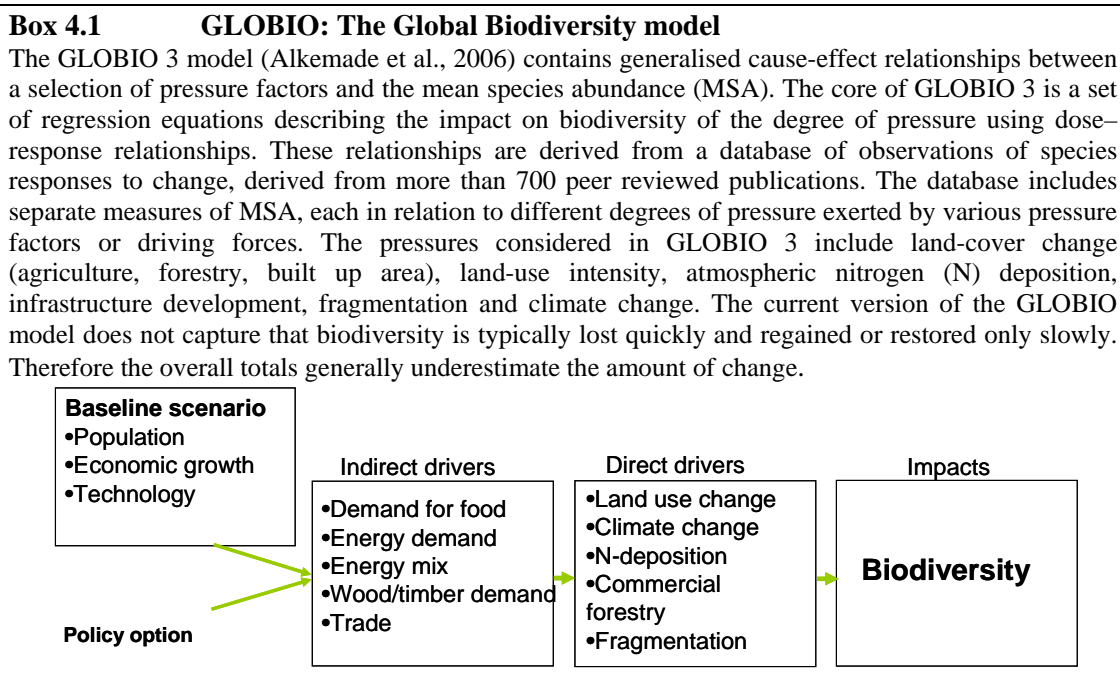 Box 4.1 GLOBIO: The Global Biodiversity model
The GLOBIO 3 model (Alkemade et al., 2006) contains generalised cause-effect relationships between
a selection of pressure factors and the mean species abundance (MSA). The core of GLOBIO 3 is a set
of regression equations describing the impact on biodiversity of the degree of pressure using dose–
response relationships. These relationships are derived from a database of observations of species
responses to change, derived from more than 700 peer reviewed publications. The database includes
separate measures of MSA, each in relation to different degrees of pressure exerted by various pressure
factors or driving forces. The pressures considered in GLOBIO 3 include land-cover change
(agriculture, forestry, built up area), land-use intensity, atmospheric nitrogen (N) deposition,
infrastructure development, fragmentation and climate change. The current version of the GLOBIO
model does not capture that biodiversity is typically lost quickly and regained or restored only slowly.
Therefore the overall totals generally underestimate the amount of change.
Baseline scenario
•Population
•Economic growth
•Technology
Policy option
Indirect drivers
•Demand for food
•Energy demand
•Energy mix
•Wood/timber demand
•Trade
Direct drivers
•Land use change
•Climate change
•N-deposition
•Commercial
forestry
•Fragmentation
Impacts
Biodiversity